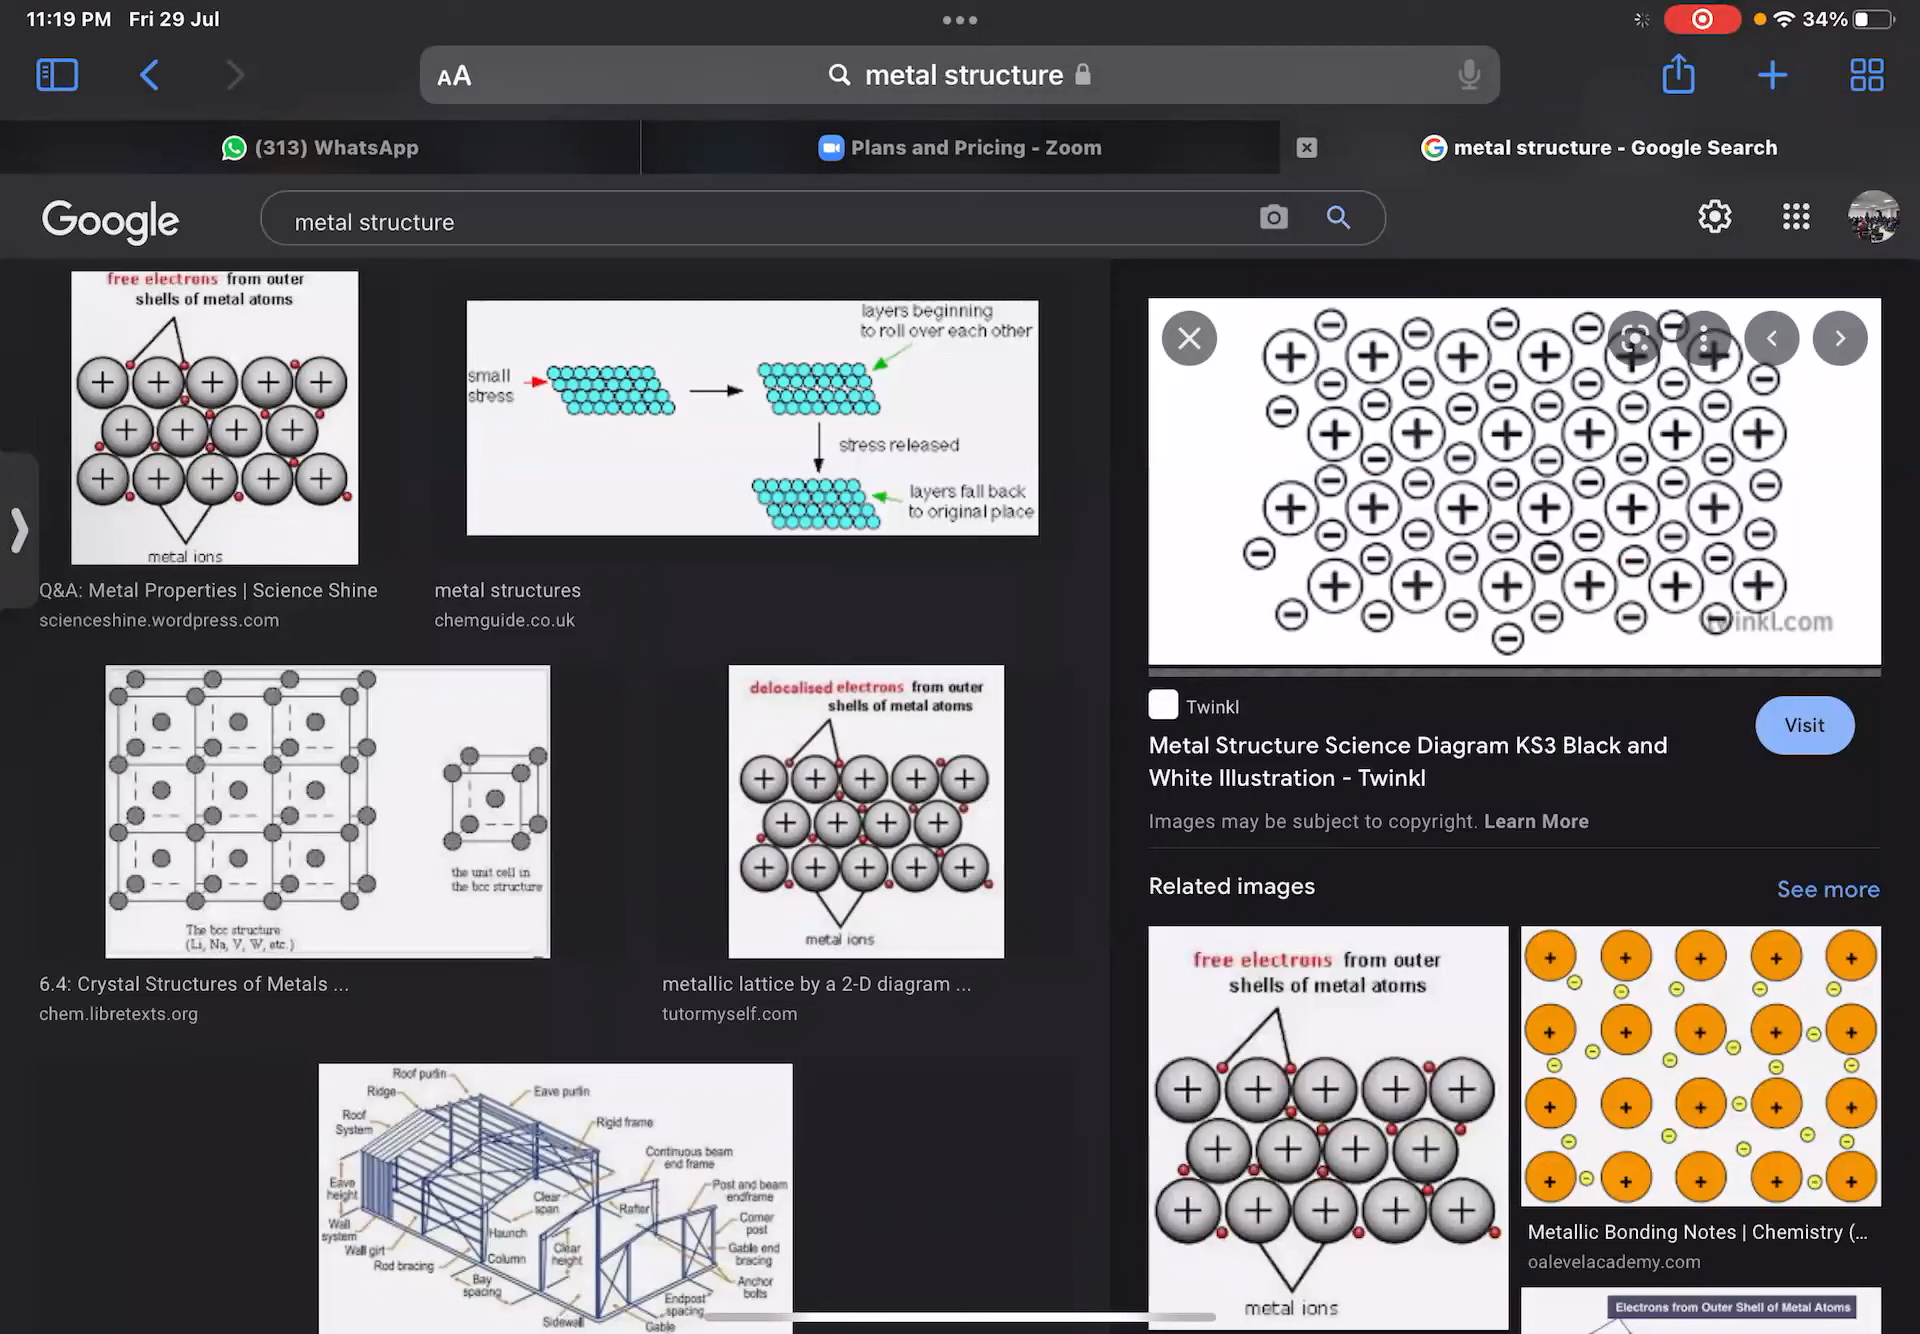 11:19 PM Fri 29 Jul
34%
AA
metal structure
(313) WhatsApp
Plans and Pricing - Zoom
metal structure - Google Search
Google
metal structure
free electrons from outer
shells of metal atoms
metal ions
Q&A: Metal Properties | Science Shine
scienceshine.wordpress.com
layers beginning
to roll over each other
small
stress
stress released
layers fall back
to original place
metal structures
chemguide.co.uk
the unit cell in
the bcc structure
The bcc structure
(Li, Na, V, W, etc.)
6.4: Crystal Structures of Metals ...
chem.libretexts.org
delocalised electrons from outer
shells of metal atoms
metal ions
metallic lattice by a 2-D diagram ...
tutormyself.com
Roof purlin
Ridge
Eave purlin
Roof
System
Rigid frame
Continuous beam
end frame
Eave
height
Clear
span
Post and beam
endframe
Rafter
Corner
post
Wall
system
Wall girt
Haunch
Clear
height
Gable end
bracing
Rod bracing
Column
Bay
spacing
Anchor
bolts
Endpost
spacing
Sidewall
Gable
twinkl.com
Twinkl
Visit
Metal Structure Science Diagram KS3 Black and
White Illustration - Twinkl
Images may be subject to copyright. Learn More
Related images
See more
free electrons from outer
shells of metal atoms
metal ions
Metallic Bonding Notes | Chemistry (...
oalevelacademy.com
Electrons from Outer Shell of Metal Atoms